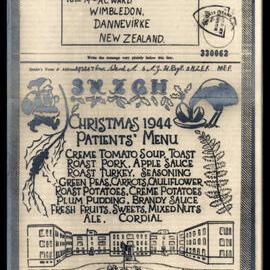 WIMBLEDON,
DANNEVIRKE
NEW ZEALAND.
330062
Write the message very plainly below this line.
3 N.Z.G.H
CHRISTMAS 1944
PATIENTS' MENU
CREME TOMATO SOUP, TOAST
ROAST PORK, APPLE SAUCE
ROAST TURKEY, SEASONING
GREEN PEAS, CARROTS, CAULIFLOWER
ROAST POTATOES, CREME POTATOES
PLUM PUDDING, BRANDY SAUCE
FRESH FRUITS, SWEETS, MIXED NUTS
ALE, CORDIAL